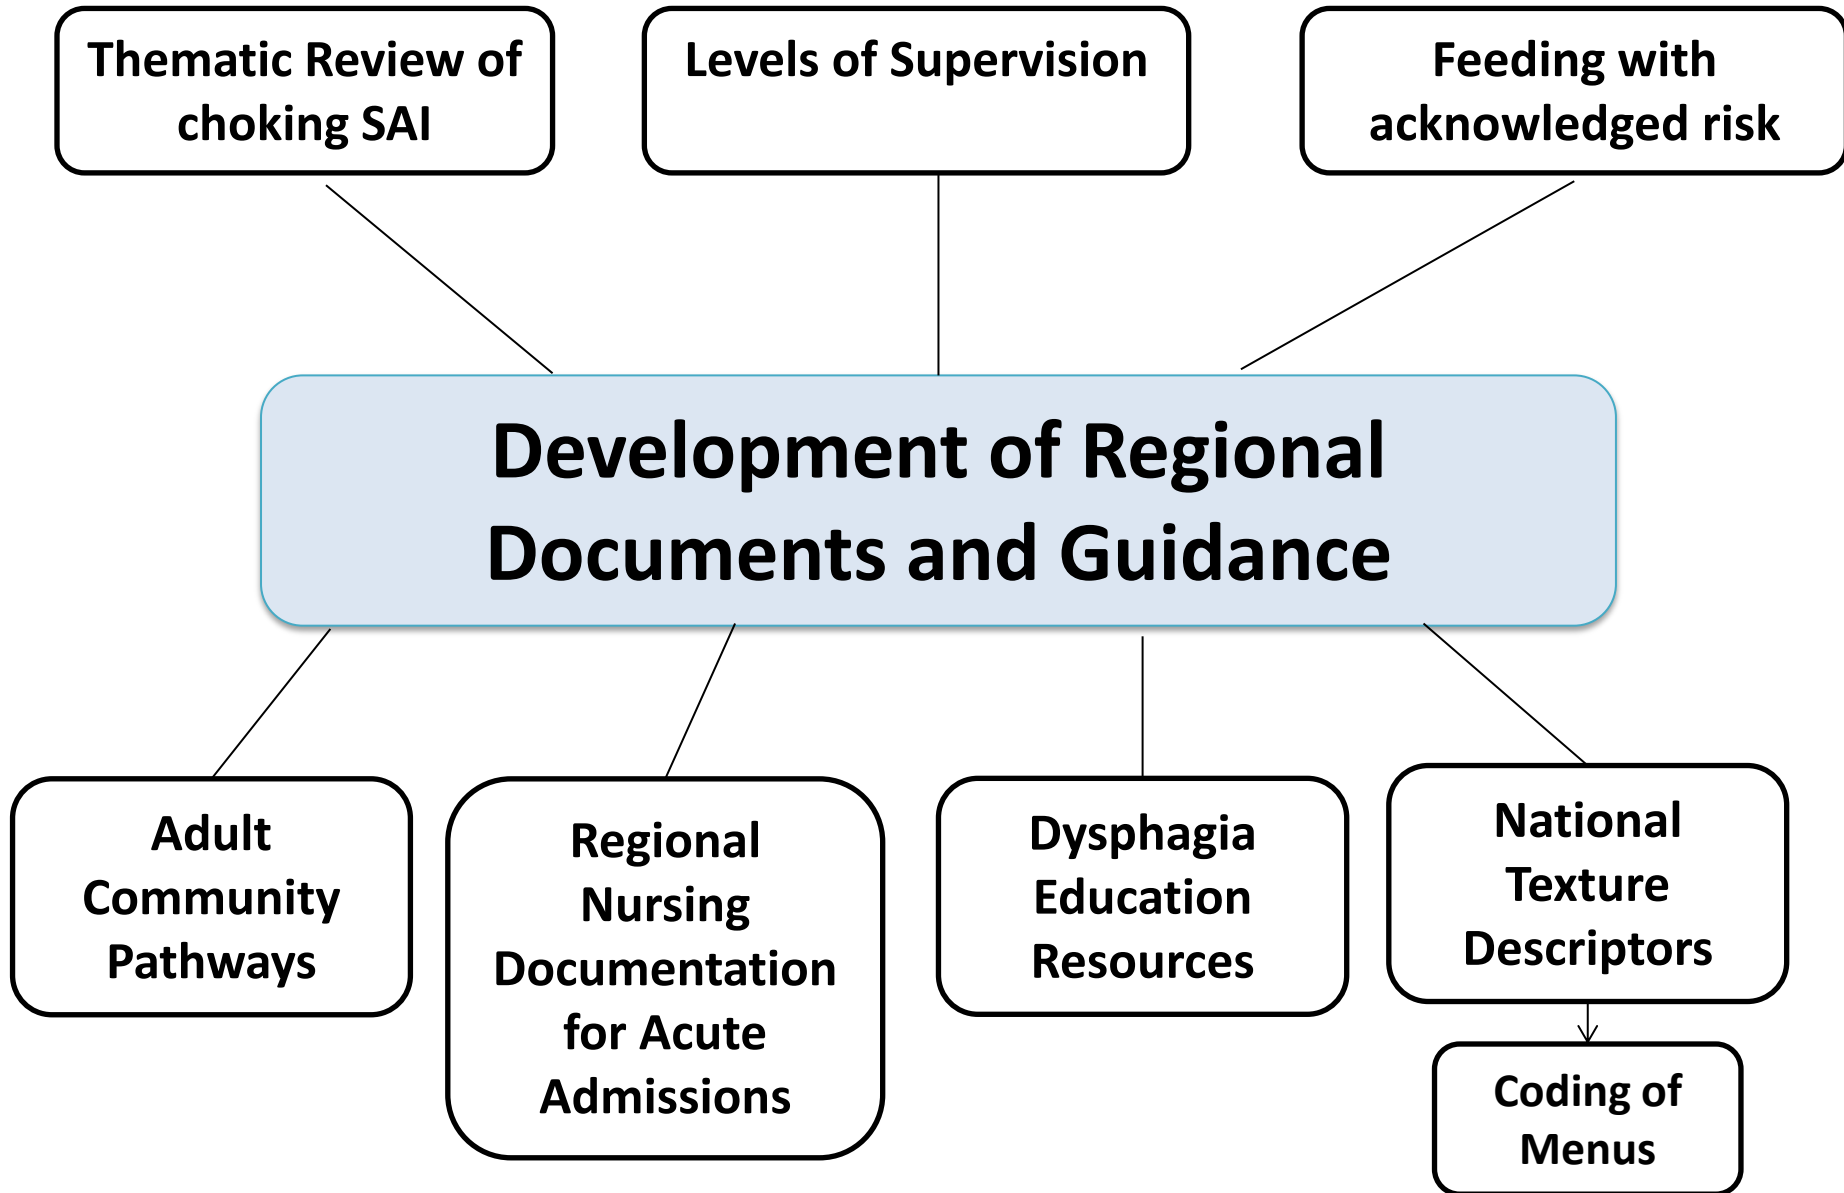 Thematic Review of
choking SAI
Levels of Supervision
Feeding with
acknowledged risk
Development of Regional
Documents and Guidance
Adult
Community
Pathways
Regional
Nursing
Documentation
for Acute
Admissions
Dysphagia
Education
Resources
National
Texture
Descriptors
Coding of
Menus